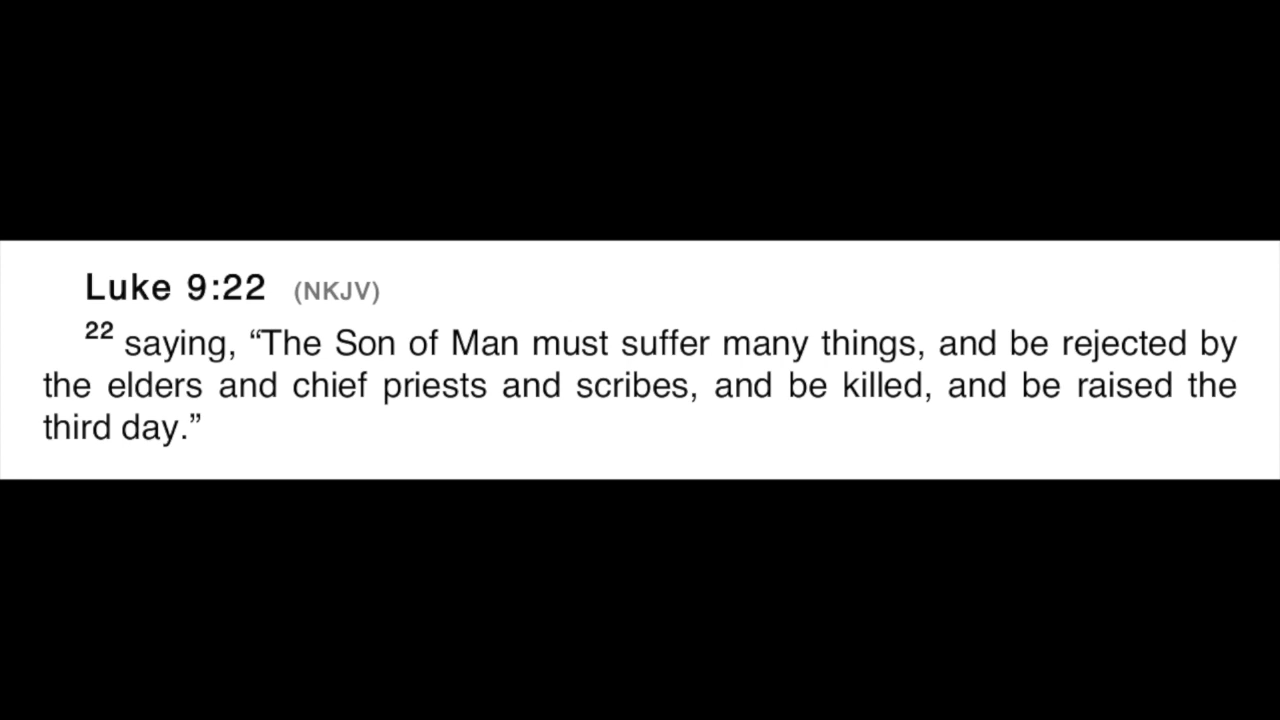 Luke 9:22 (NKJV)
22 saying, “The Son of Man must suffer many things, and be rejected by
the elders and chief priests and scribes, and be killed, and be raised the
third day.”